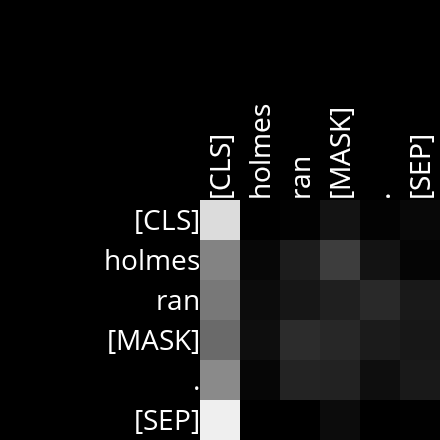 [CLS]
holmes
ran
[MASK]
.
[SEP]
[CLS]
holmes
ran
[MASK]
.
[SEP]